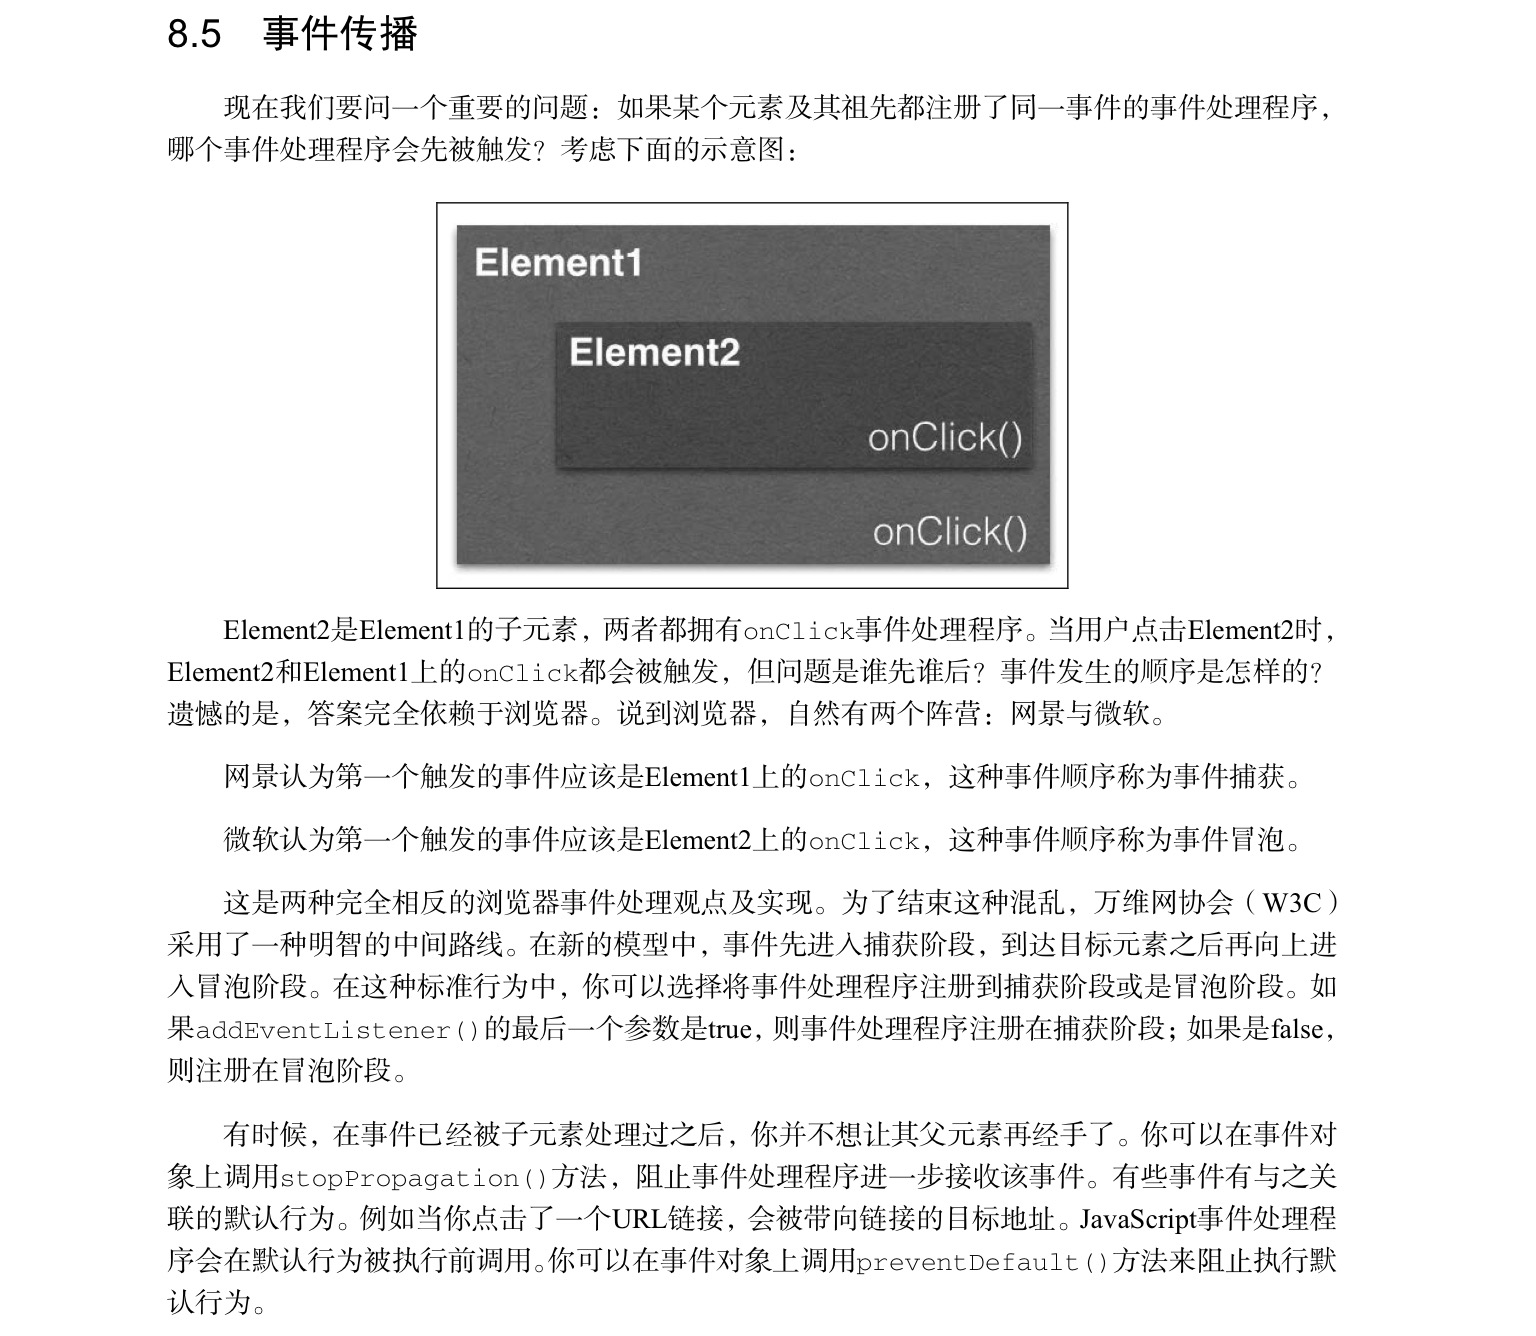 8.5 事件传播
现在我们要问一个重要的问题：如果某个元素及其祖先都注册了同一事件的事件处理程序，
哪个事件处理程序会先被触发？考虑下面的示意图：
Element1
Element2
onClick()
onClick()
Element2是Element1的子元素，两者都拥有onClick事件处理程序。当用户点击Element2时，
Element2和Element1上的onClick都会被触发，但问题是谁先谁后？事件发生的顺序是怎样的？
遗憾的是，答案完全依赖于浏览器。说到浏览器，自然有两个阵营：网景与微软。
网景认为第一个触发的事件应该是Element1上的onClick，这种事件顺序称为事件捕获。
微软认为第一个触发的事件应该是Element2上的onClick，这种事件顺序称为事件冒泡。
这是两种完全相反的浏览器事件处理观点及实现。为了结束这种混乱，万维网协会（W3C）
采用了一种明智的中间路线。在新的模型中，事件先进入捕获阶段，到达目标元素之后再向上进
入冒泡阶段。在这种标准行为中，你可以选择将事件处理程序注册到捕获阶段或是冒泡阶段。如
果addEventListener()的最后一个参数是true，则事件处理程序注册在捕获阶段；如果是false，
则注册在冒泡阶段。
有时候，在事件已经被子元素处理过之后，你并不想让其父元素再经手了。你可以在事件对
象上调用stopPropagation()方法，阻止事件处理程序进一步接收该事件。有些事件有与之关
联的默认行为。例如当你点击了一个URL链接，会被带向链接的目标地址。JavaScript事件处理程
序会在默认行为被执行前调用。你可以在事件对象上调用preventDefault()方法来阻止执行默
认行为。